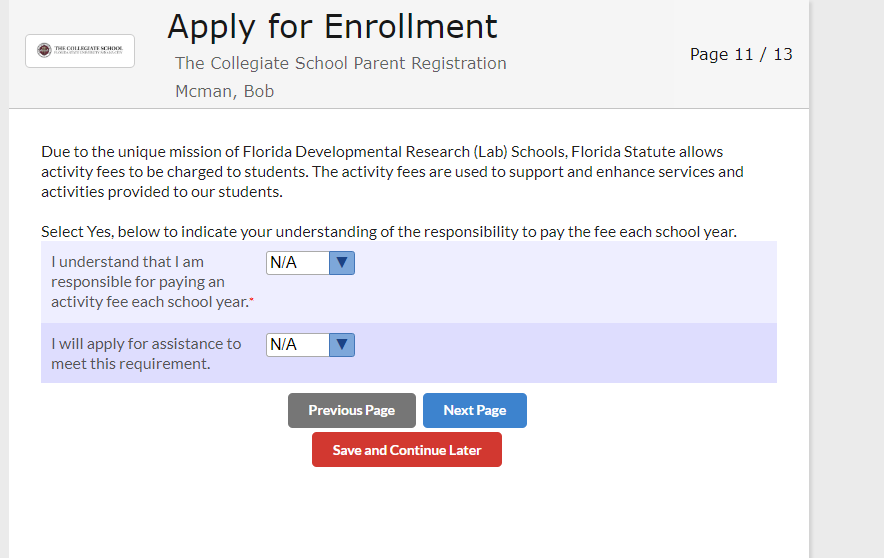 Apply for Enrollment
THE COLLEGIATE SCHOOL
The Collegiate School Parent Registration
Page 11 / 13
Mcman, Bob
Due to the unique mission of Florida Developmental Research (Lab) Schools, Florida Statute allows
activity fees to be charged to students. The activity fees are used to support and enhance services and
activities provided to our students.
Select Yes, below to indicate your understanding of the responsibility to pay the fee each school year.
I understand that I am
responsible for paying an
activity fee each school year.*
N/A
I will apply for assistance to
meet this requirement.
N/A
Previous Page
Next Page
Save and Continue Later